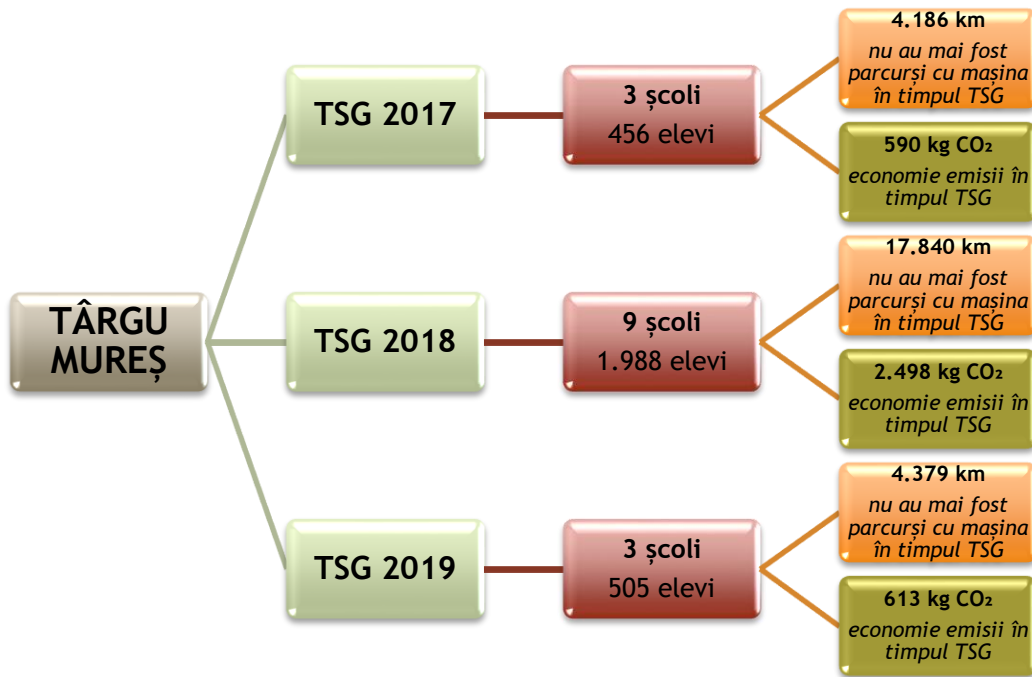 TÂRGU
MUREȘ
TSG 2017
3 școli
456 elevi
4.186 km
nu au mai fost
parcurși cu mașina
în timpul TSG
590 kg CO₂
economie emisii în
timpul TSG
TSG 2018
9 școli
1.988 elevi
17.840 km
nu au mai fost
parcurși cu mașina
în timpul TSG
2.498 kg CO₂
economie emisii în
timpul TSG
TSG 2019
3 școli
505 elevi
4.379 km
nu au mai fost
parcurși cu mașina
în timpul TSG
613 kg CO₂
economie emisii în
timpul TSG